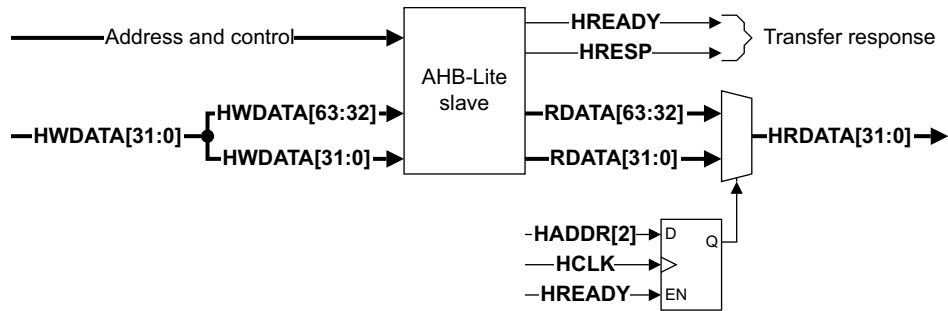 HREADY
Address and control
HRESP
Transfer response
AHB-Lite
slave
HWDATA[63:32]
RDATA[63:32]
HWDATA[31:0]
HRDATA[31:0]
HWDATA[31:0]
RDATA[31:0]
HADDR[2]
D
Q
HCLK
HREADY
EN